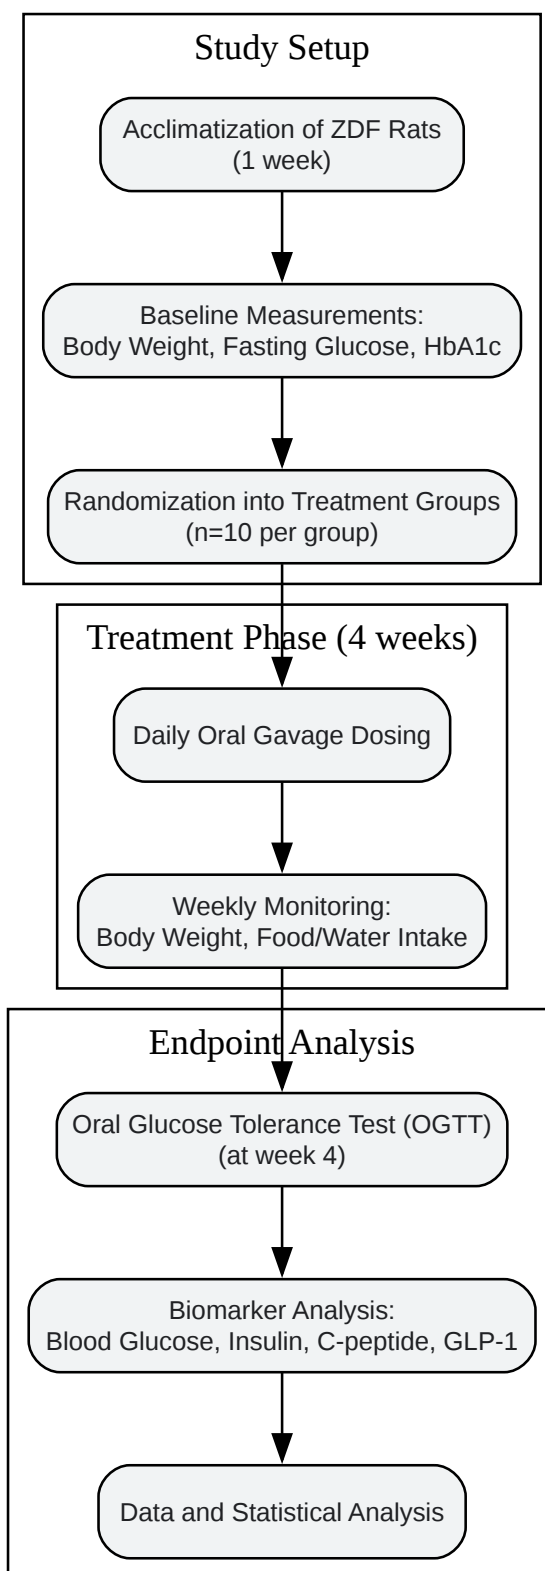 Study Setup
Acclimatization of ZDF Rats
(1 week)
Baseline Measurements:
Body Weight, Fasting Glucose, HbA1c
Randomization into Treatment Groups
(n=10 per group)
Treatment Phase (4 weeks)
Daily Oral Gavage Dosing
Weekly Monitoring:
Body Weight, Food/Water Intake
Endpoint Analysis
Oral Glucose Tolerance Test (OGTT)
(at week 4)
Biomarker Analysis:
Blood Glucose, Insulin, C-peptide, GLP-1
Data and Statistical Analysis